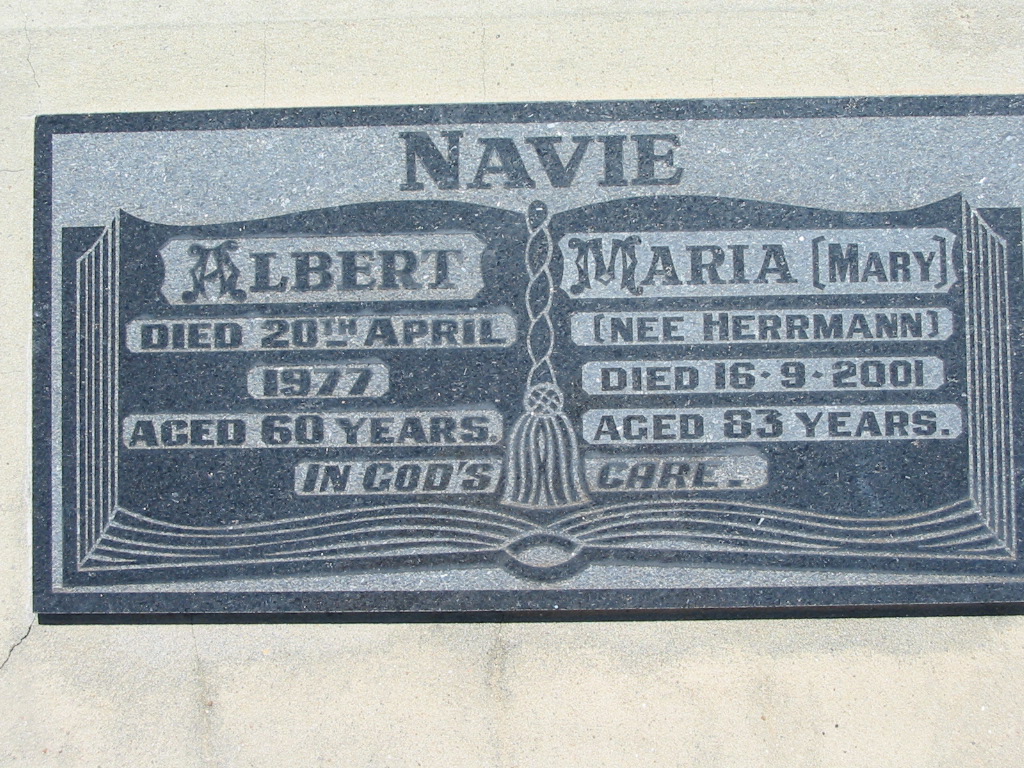 NAVIE
ALBERT
DIED 20TH APRIL
1977
AGED 60 YEARS.
MARIA (MARY)
(NEE HERRMANN)
DIED 16·9·2001
AGED 83 YEARS.
IN GOD'S CARE.